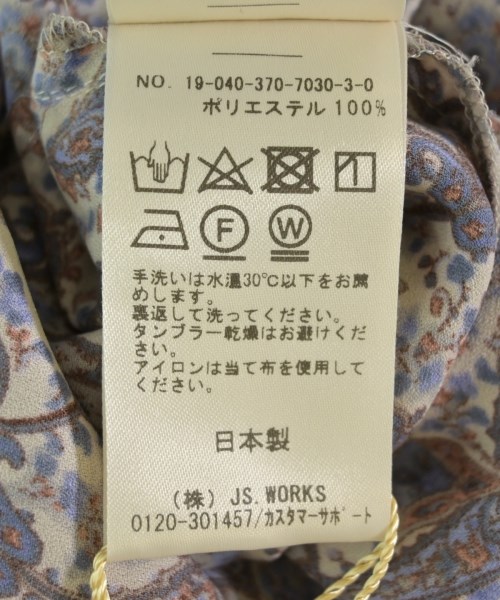 NO. 19-040-370-7030-3-0
ポリエステル 100%
F W
手洗いは水温30℃以下をお薦
めします。
裏返して洗ってください。
タンブラー乾燥はお避けくだ
さい。
アイロンは当て布を使用して
ください。
日本製
(株) JS.WORKS
0120-301457/カスタマーサポート